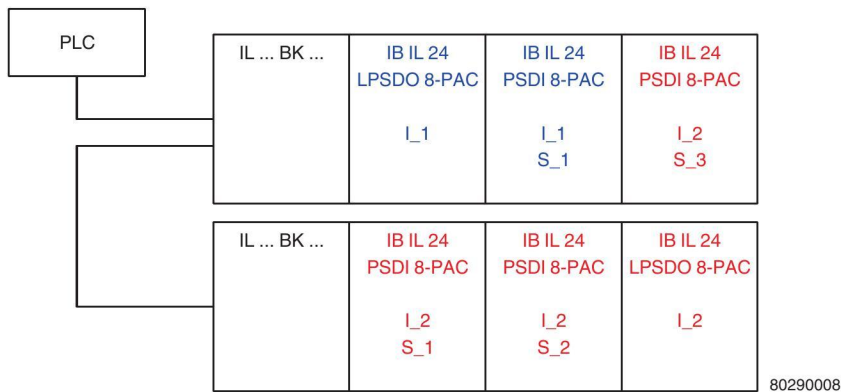 PLC
IL ... BK ...
IB IL 24
LPSDO 8-PAC
I_1
IB IL 24
PSDI 8-PAC
I_1
S_1
IB IL 24
PSDI 8-PAC
I_2
S_3
IL ... BK ...
IB IL 24
PSDI 8-PAC
I_2
S_1
IB IL 24
PSDI 8-PAC
I_2
S_2
IB IL 24
LPSDO 8-PAC
I_2
80290008